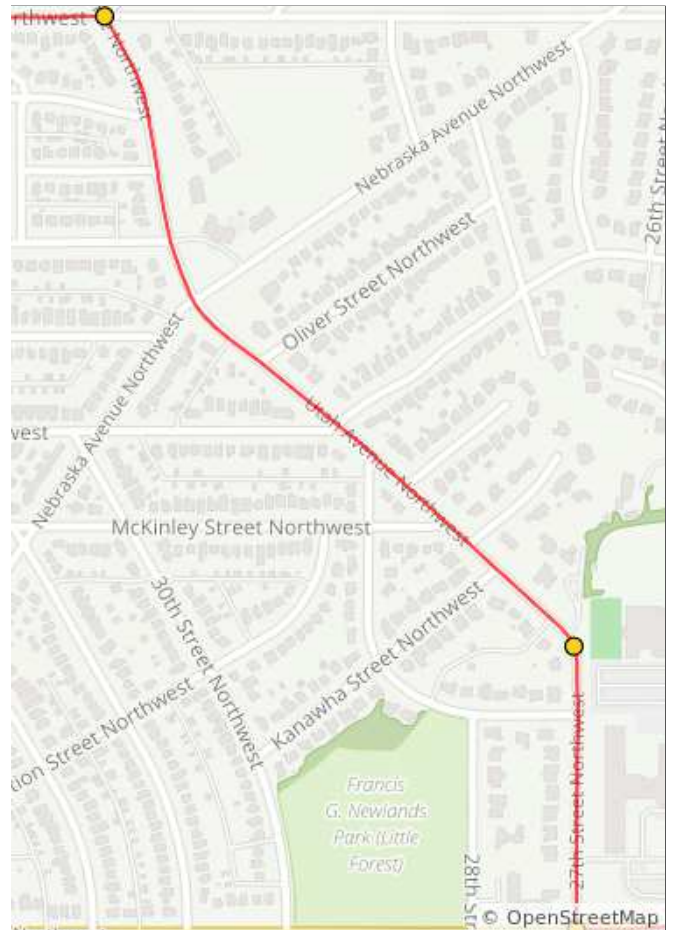 rthwest
Northwest
Nebraska Avenue Northwest
26th Street No
Oliver Street Northwest
Nebraska Avenue Northwest
Utah Avenue Northwest
west
McKinley Street Northwest
30th Street Northwest
Kanawha Street Northwest
tion Street Northwest
27th Street Northwest
Francis
G. Newlands
Park (Little
Forest)
28th St
© OpenStreetMap